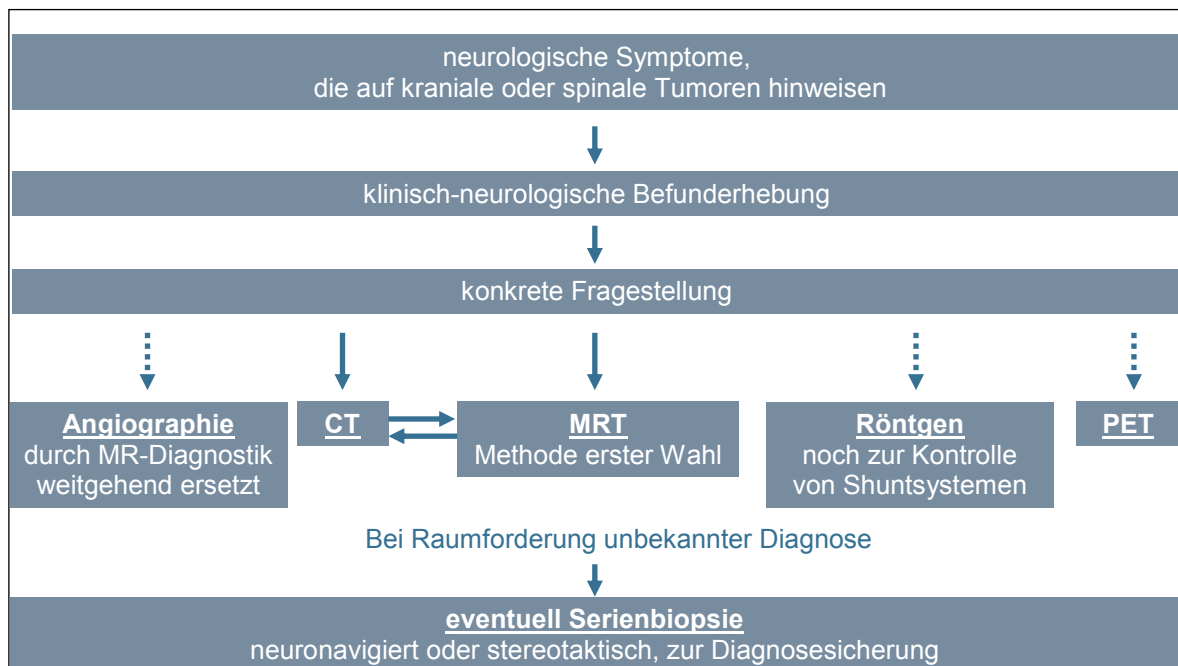 neurologische Symptome,
die auf kraniale oder spinale Tumoren hinweisen
klinisch-neurologische Befunderhebung
konkrete Fragestellung
Angiographie
durch MR-Diagnostik
weitgehend ersetzt
CT
MRT
Methode erster Wahl
Röntgen
noch zur Kontrolle
von Shuntsystemen
PET
Bei Raumforderung unbekannter Diagnose
eventuell Serienbiopsie
neuronavigiert oder stereotaktisch, zur Diagnosesicherung